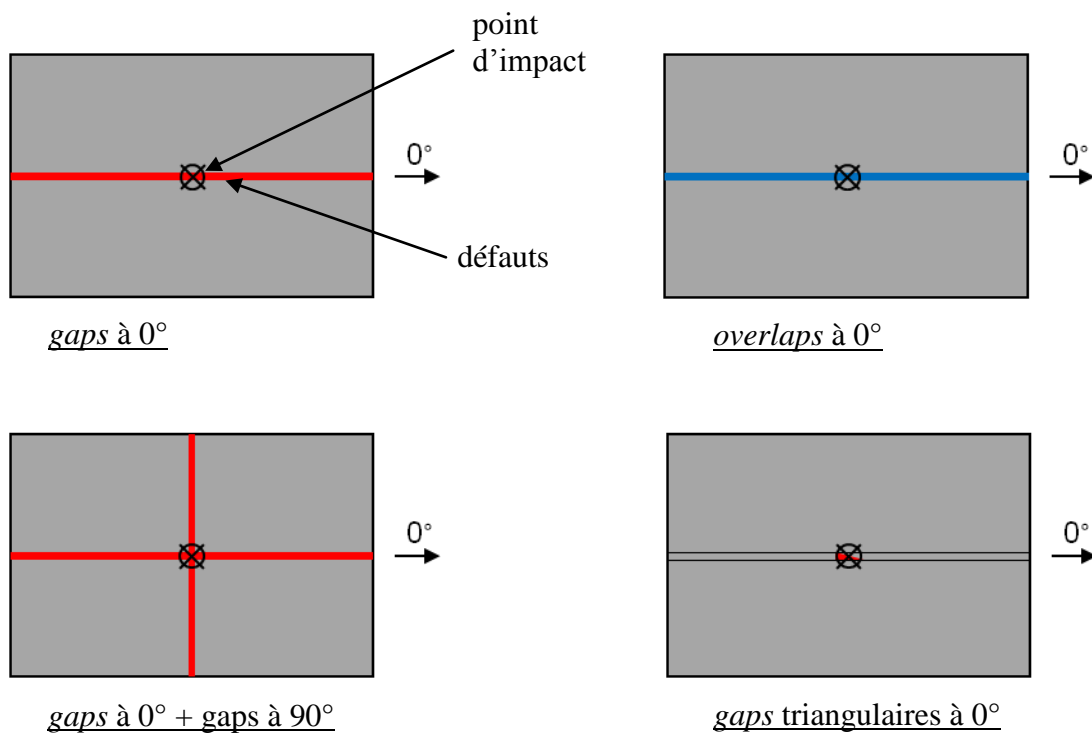 point
d’impact
0°
0°
défauts
gaps à 0°
overlaps à 0°
0°
0°
gaps à 0° + gaps à 90°
gaps triangulaires à 0°